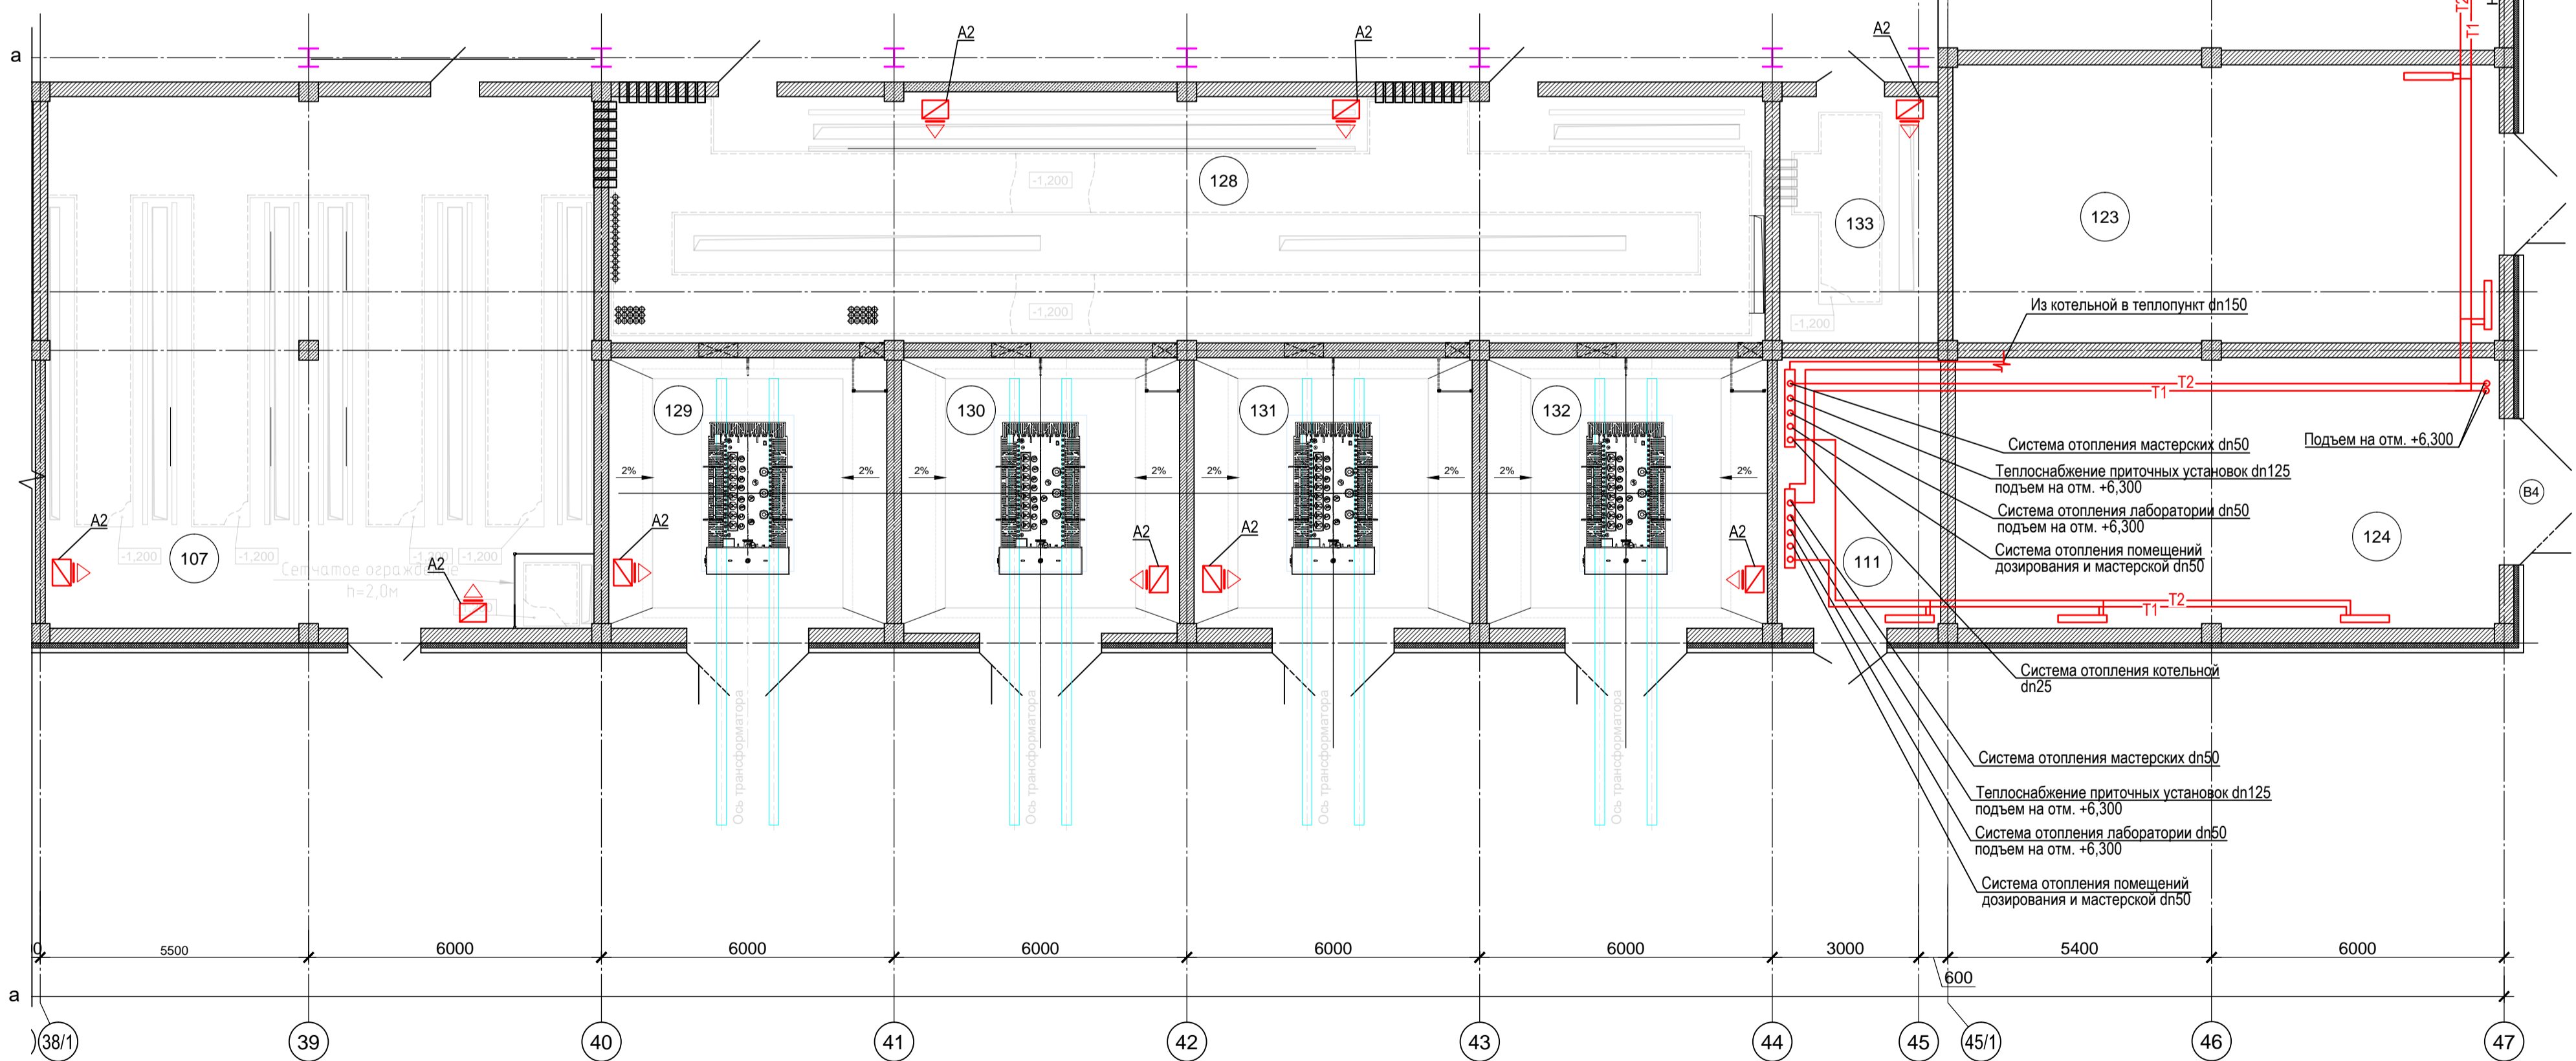 T2
T1
a
A2
A2
A2
-1,200
128
133
123
-1,200
-1,200
Из котельной в теплопункт dn150
T2
T1
129
130
131
132
Система отопления мастерских dn50
Подъем на отм. +6,300
Теплоснабжение приточных установок dn125
подъем на отм. +6,300
Система отопления лаборатории dn50
подъем на отм. +6,300
Система отопления помещений
дозирования и мастерской dn50
2%
2%
2%
2%
2%
2%
2%
2%
В4
A2
A2
A2
A2
A2
124
107
-1,200
-1,200
-1,200
-1,200
111
Сетчатое ограждение
h=2,0м
A2
T2
T1
Система отопления котельной
dn25
Ось трансформатора
Ось трансформатора
Ось трансформатора
Ось трансформатора
Система отопления мастерских dn50
Теплоснабжение приточных установок dn125
подъем на отм. +6,300
Система отопления лаборатории dn50
подъем на отм. +6,300
Система отопления помещений
дозирования и мастерской dn50
5500
6000
6000
6000
6000
6000
3000
600
5400
6000
a
38/1
39
40
41
42
43
44
45
45/1
46
47